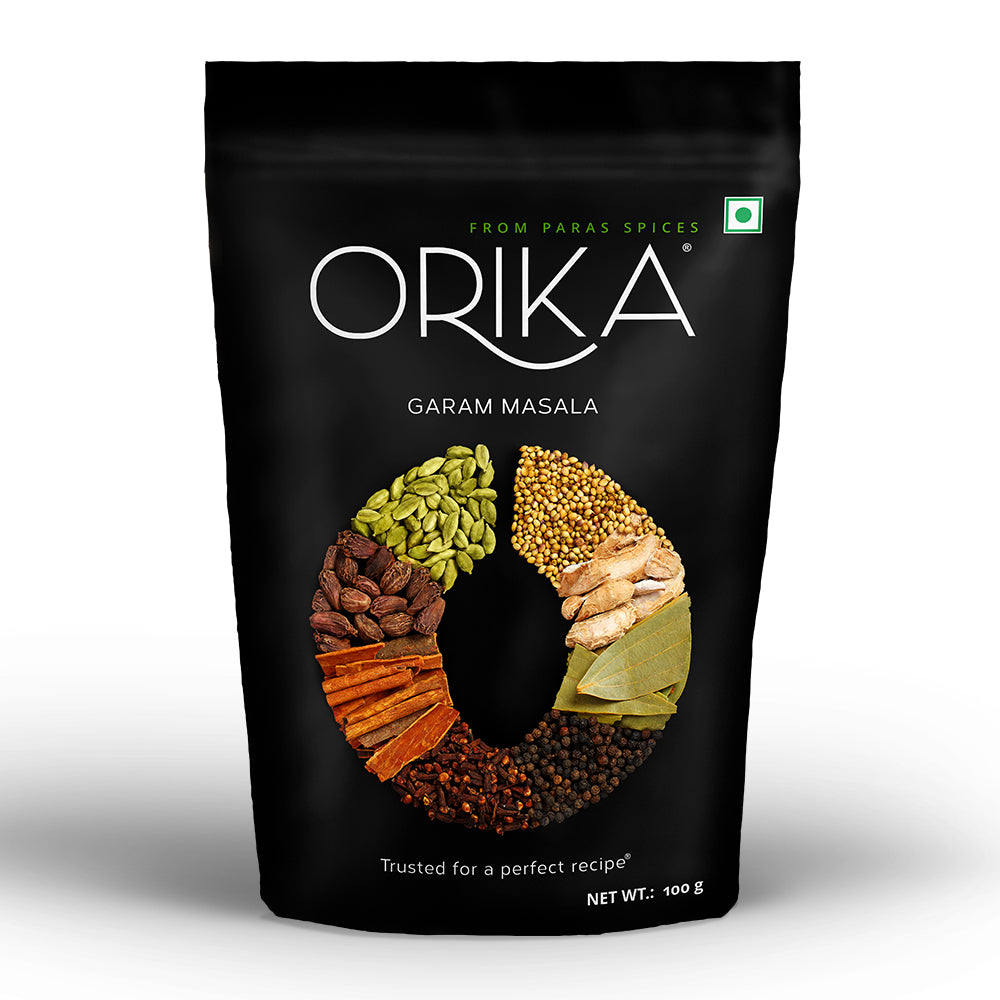 FROM PARAS SPICES
ORIKA®
GARAM MASALA
Trusted for a perfect recipe®
NET WT.: 100 g